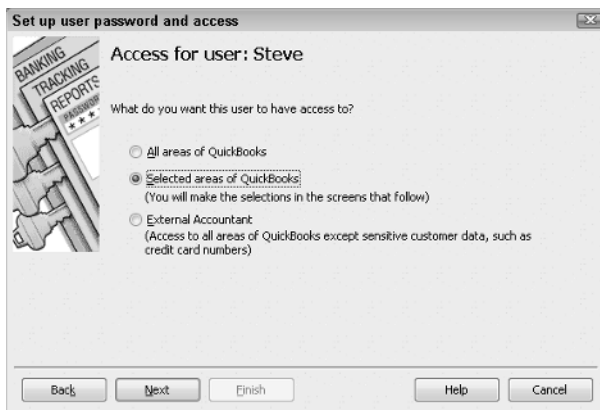 Set up user password and access
BANKING
TRACKING
REPORTS
PASSWORD
****
Access for user: Steve
What do you want this user to have access to?
All areas of QuickBooks
Selected areas of QuickBooks
(You will make the selections in the screens that follow)
External Accountant
(Access to all areas of QuickBooks except sensitive customer data, such as
credit card numbers)
Back
Next
Finish
Help
Cancel